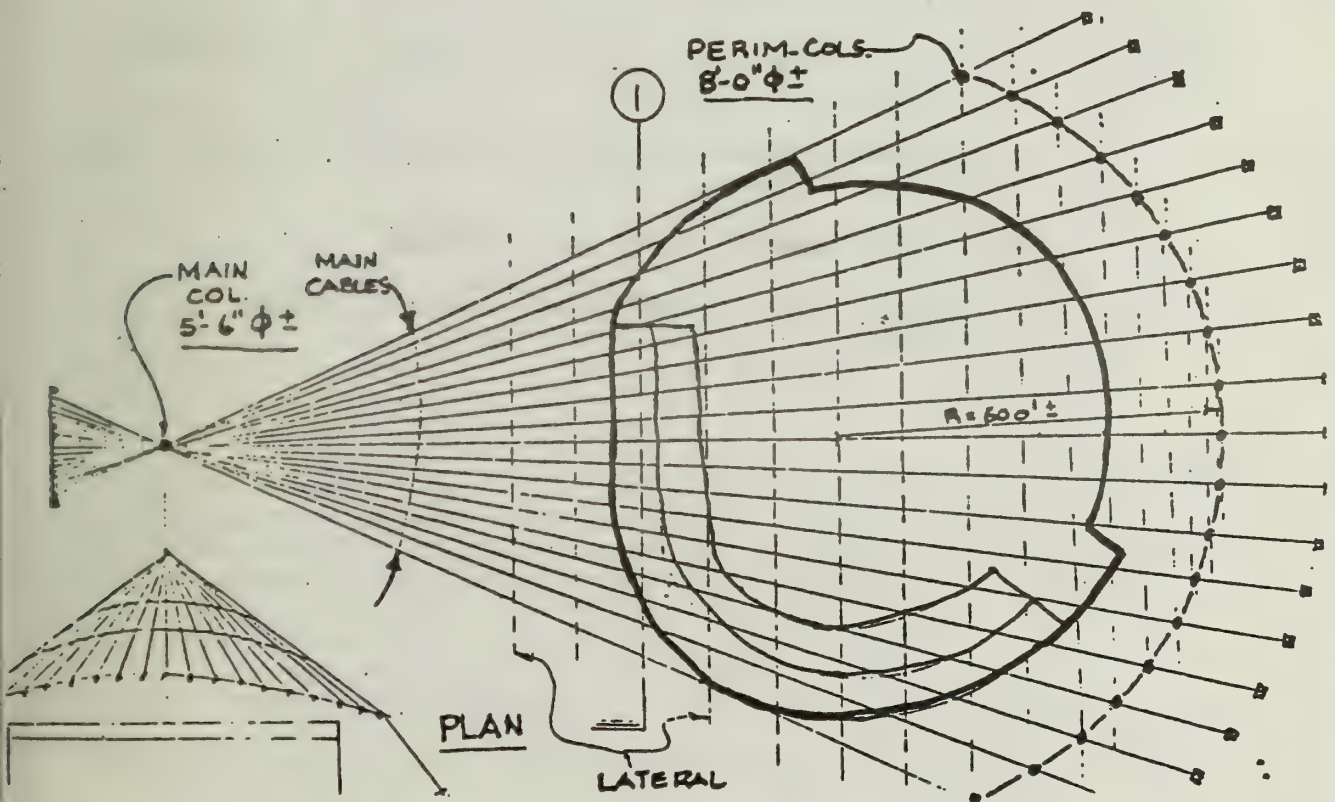 PERIM-COLS.
8'-0" ϕ ±
1
MAIN
COL.
5'-6" ϕ ±
MAIN
CABLES
R = 600' ±
PLAN
LATERAL